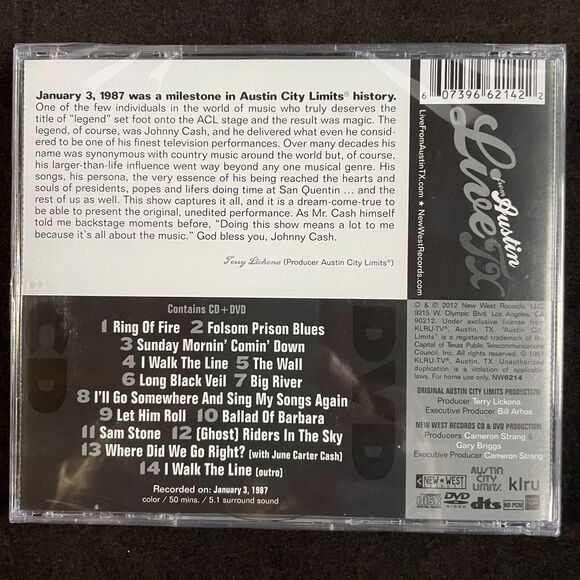 January 3, 1987 was a milestone in Austin City Limits® history.
One of the few individuals in the world of music who truly deserves the
title of "legend" set foot onto the ACL stage and the result was magic. The
legend, of course, was Johnny Cash, and he delivered what even he consid-
ered to be one of his finest television performances. Over many decades his
name was synonymous with country music around the world but, of course,
his larger-than-life influence went way beyond any one musical genre. His
songs, his persona, the very essence of his being reached the hearts and
souls of presidents, popes and lifers doing time at San Quentin ... and the
rest of us as well. This show captures it all, and it is a dream-come-true to
be able to present the original, unedited performance. As Mr. Cash himself
told me backstage moments before, "Doing this show means a lot to me
because it's all about the music." God bless you, Johnny Cash.
Terry Lickona (Producer Austin City Limits®)
CD
DVD
Contains CD+DVD
1 Ring Of Fire 2 Folsom Prison Blues
3 Sunday Mornin' Comin' Down
4 I Walk The Line 5 The Wall
6 Long Black Veil 7 Big River
8 I'll Go Somewhere And Sing My Songs Again
9 Let Him Roll 10 Ballad Of Barbara
11 Sam Stone 12 (Ghost) Riders In The Sky
13 Where Did We Go Right? (with June Carter Cash)
14 I Walk The Line (outro)
Recorded on: January 3, 1987
color / 50 mins. / 5.1 surround sound
6 07396 62142 2
LiveFromAustinTX.com ★ NewWestRecords.com
Live from Austin TX
© & ℗ 2012 New West Records, LLC,
9215 W. Olympic Blvd. Los Angeles, CA
90212. Under exclusive license from
KLRU-TV, Austin, TX. "Austin City
Limits" is a registered trademark of the
Capital of Texas Public Telecommunications
Council, Inc. All rights reserved. © 1987
KLRU-TV, Austin, TX. Unauthorized
duplication is a violation of applicable
laws. For home use only. NW6214
ORIGINAL AUSTIN CITY LIMITS PRODUCTION
Producer Terry Lickona
Executive Producer Bill Arhos
NEW WEST RECORDS CD & DVD PRODUCTION
Producers Cameron Strang &
Gary Briggs
Executive Producer Cameron Strang
NEW ★ WEST
AUSTIN
CITY
LIMITS
klru
DVD
VIDEO
dts
HD PCM